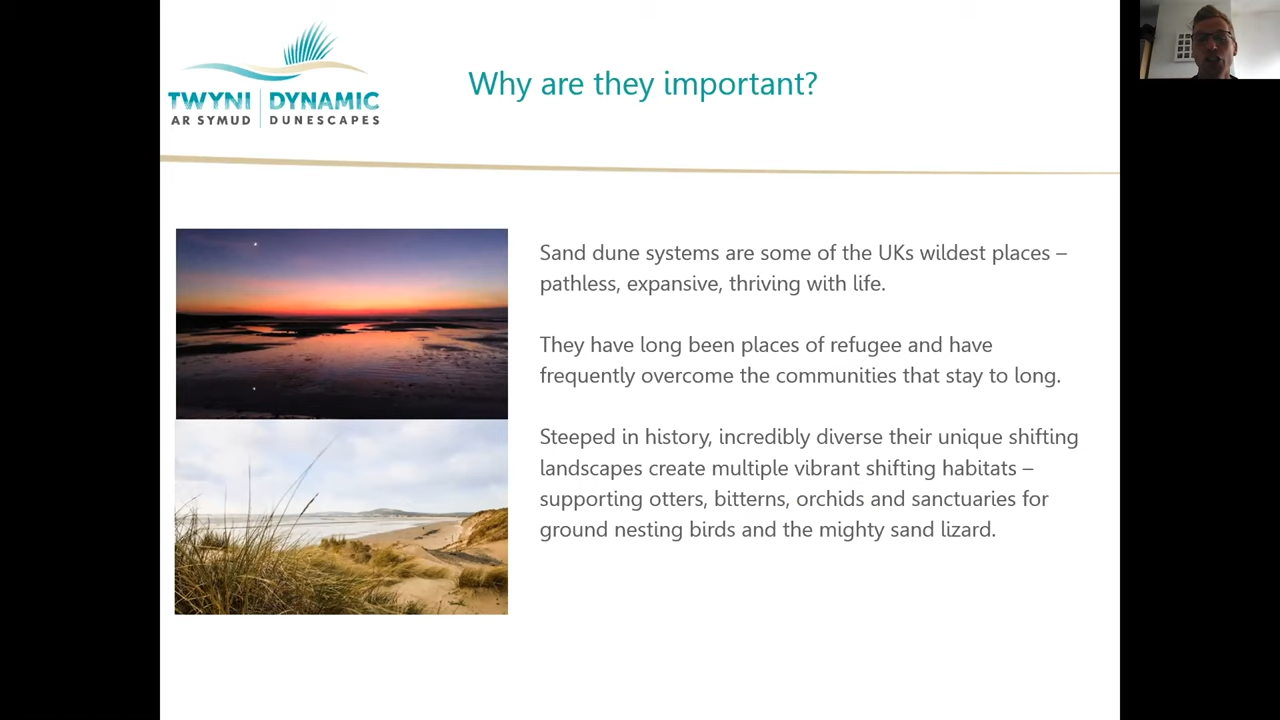 TWYNI
AR SYMUD
DYNAMIC
DUNESCAPES
Why are they important?
Sand dune systems are some of the UKs wildest places –
pathless, expansive, thriving with life.
They have long been places of refugee and have
frequently overcome the communities that stay to long.
Steeped in history, incredibly diverse their unique shifting
landscapes create multiple vibrant shifting habitats –
supporting otters, bitterns, orchids and sanctuaries for
ground nesting birds and the mighty sand lizard.